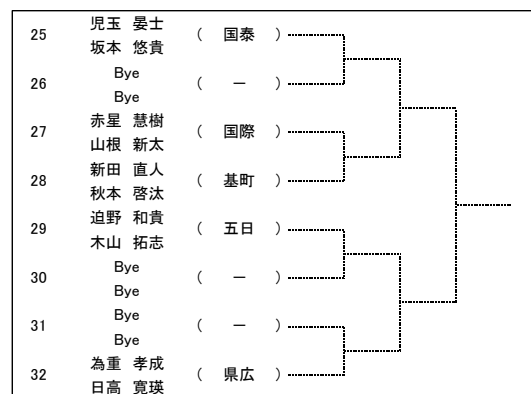 児玉 晏士
25 ( 国泰 )
坂本 悠貴
Bye
26 ( ー )
Bye
赤星 慧樹
27 ( 国際 )
山根 新太
新田 直人
28 ( 基町 )
秋本 啓汰
迫野 和貴
29 ( 五日 )
木山 拓志
Bye
30 ( ー )
Bye
Bye
31 ( ー )
Bye
為重 孝成
32 ( 県広 )
日高 寛瑛